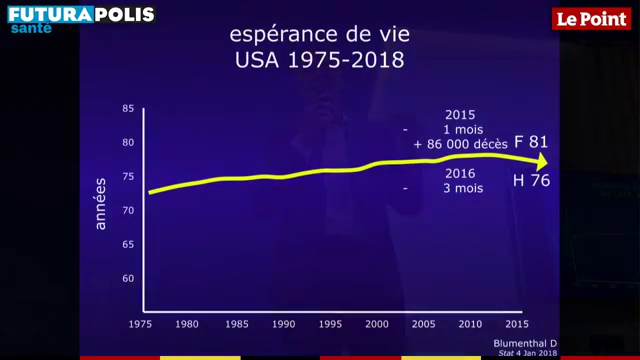 FUTURAPOLIS
santé
Le Point
espérance de vie
USA 1975-2018
85
80
75
70
65
60
années
2015
- 1 mois
+ 86 000 décès
2016
- 3 mois
F 81
H 76
1975 1980 1985 1990 1995 2000 2005 2010 2015
Blumenthal D
Stat 4 Jan 2018